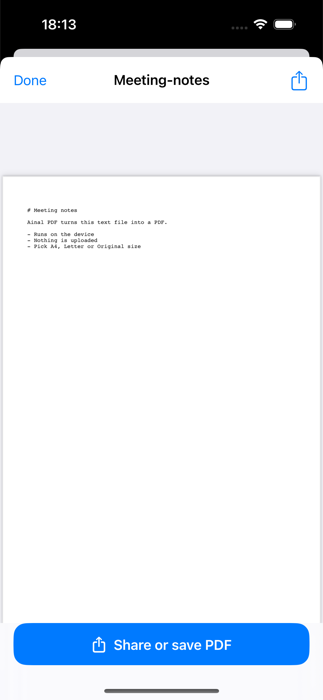 18:13
Done
Meeting-notes
# Meeting notes
Ainal PDF turns this text file into a PDF.
- Runs on the device
- Nothing is uploaded
- Pick A4, Letter or Original size
Share or save PDF